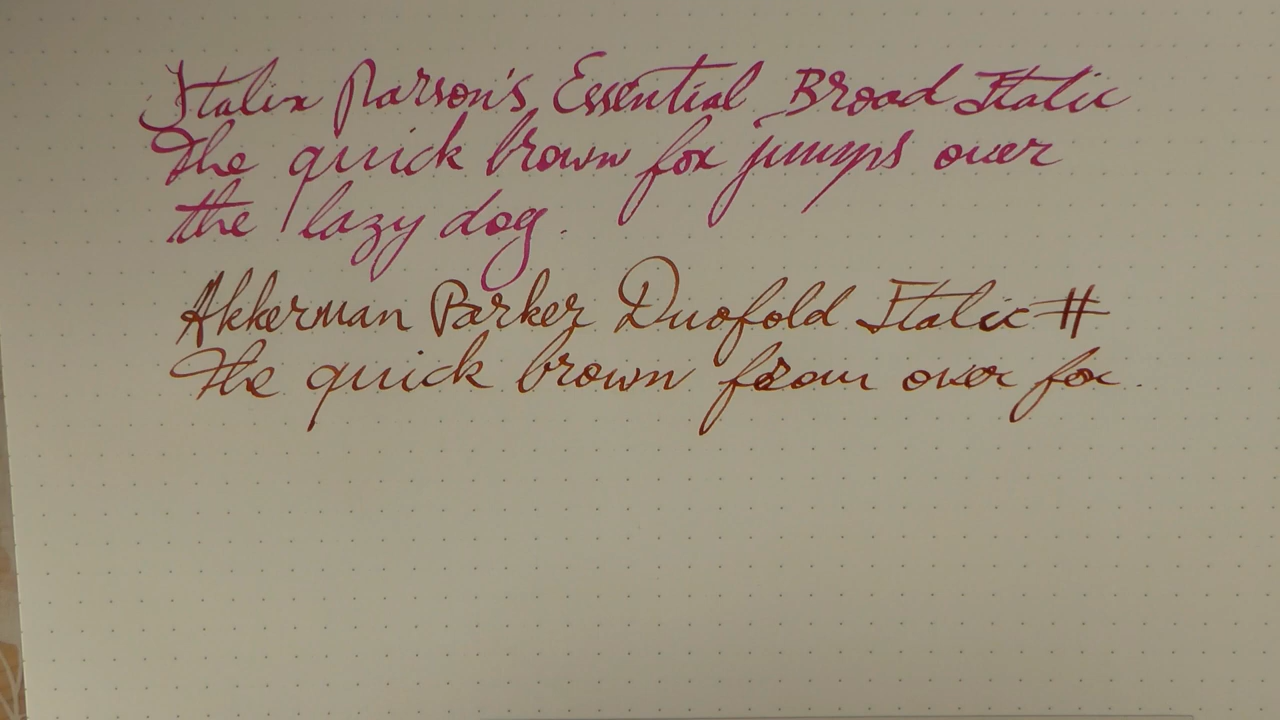 Italix Parson's Essential Broad Italic
The quick brown fox jumps over
the lazy dog.
Akkerman Parker Duofold Italic #
The quick brown over fox.